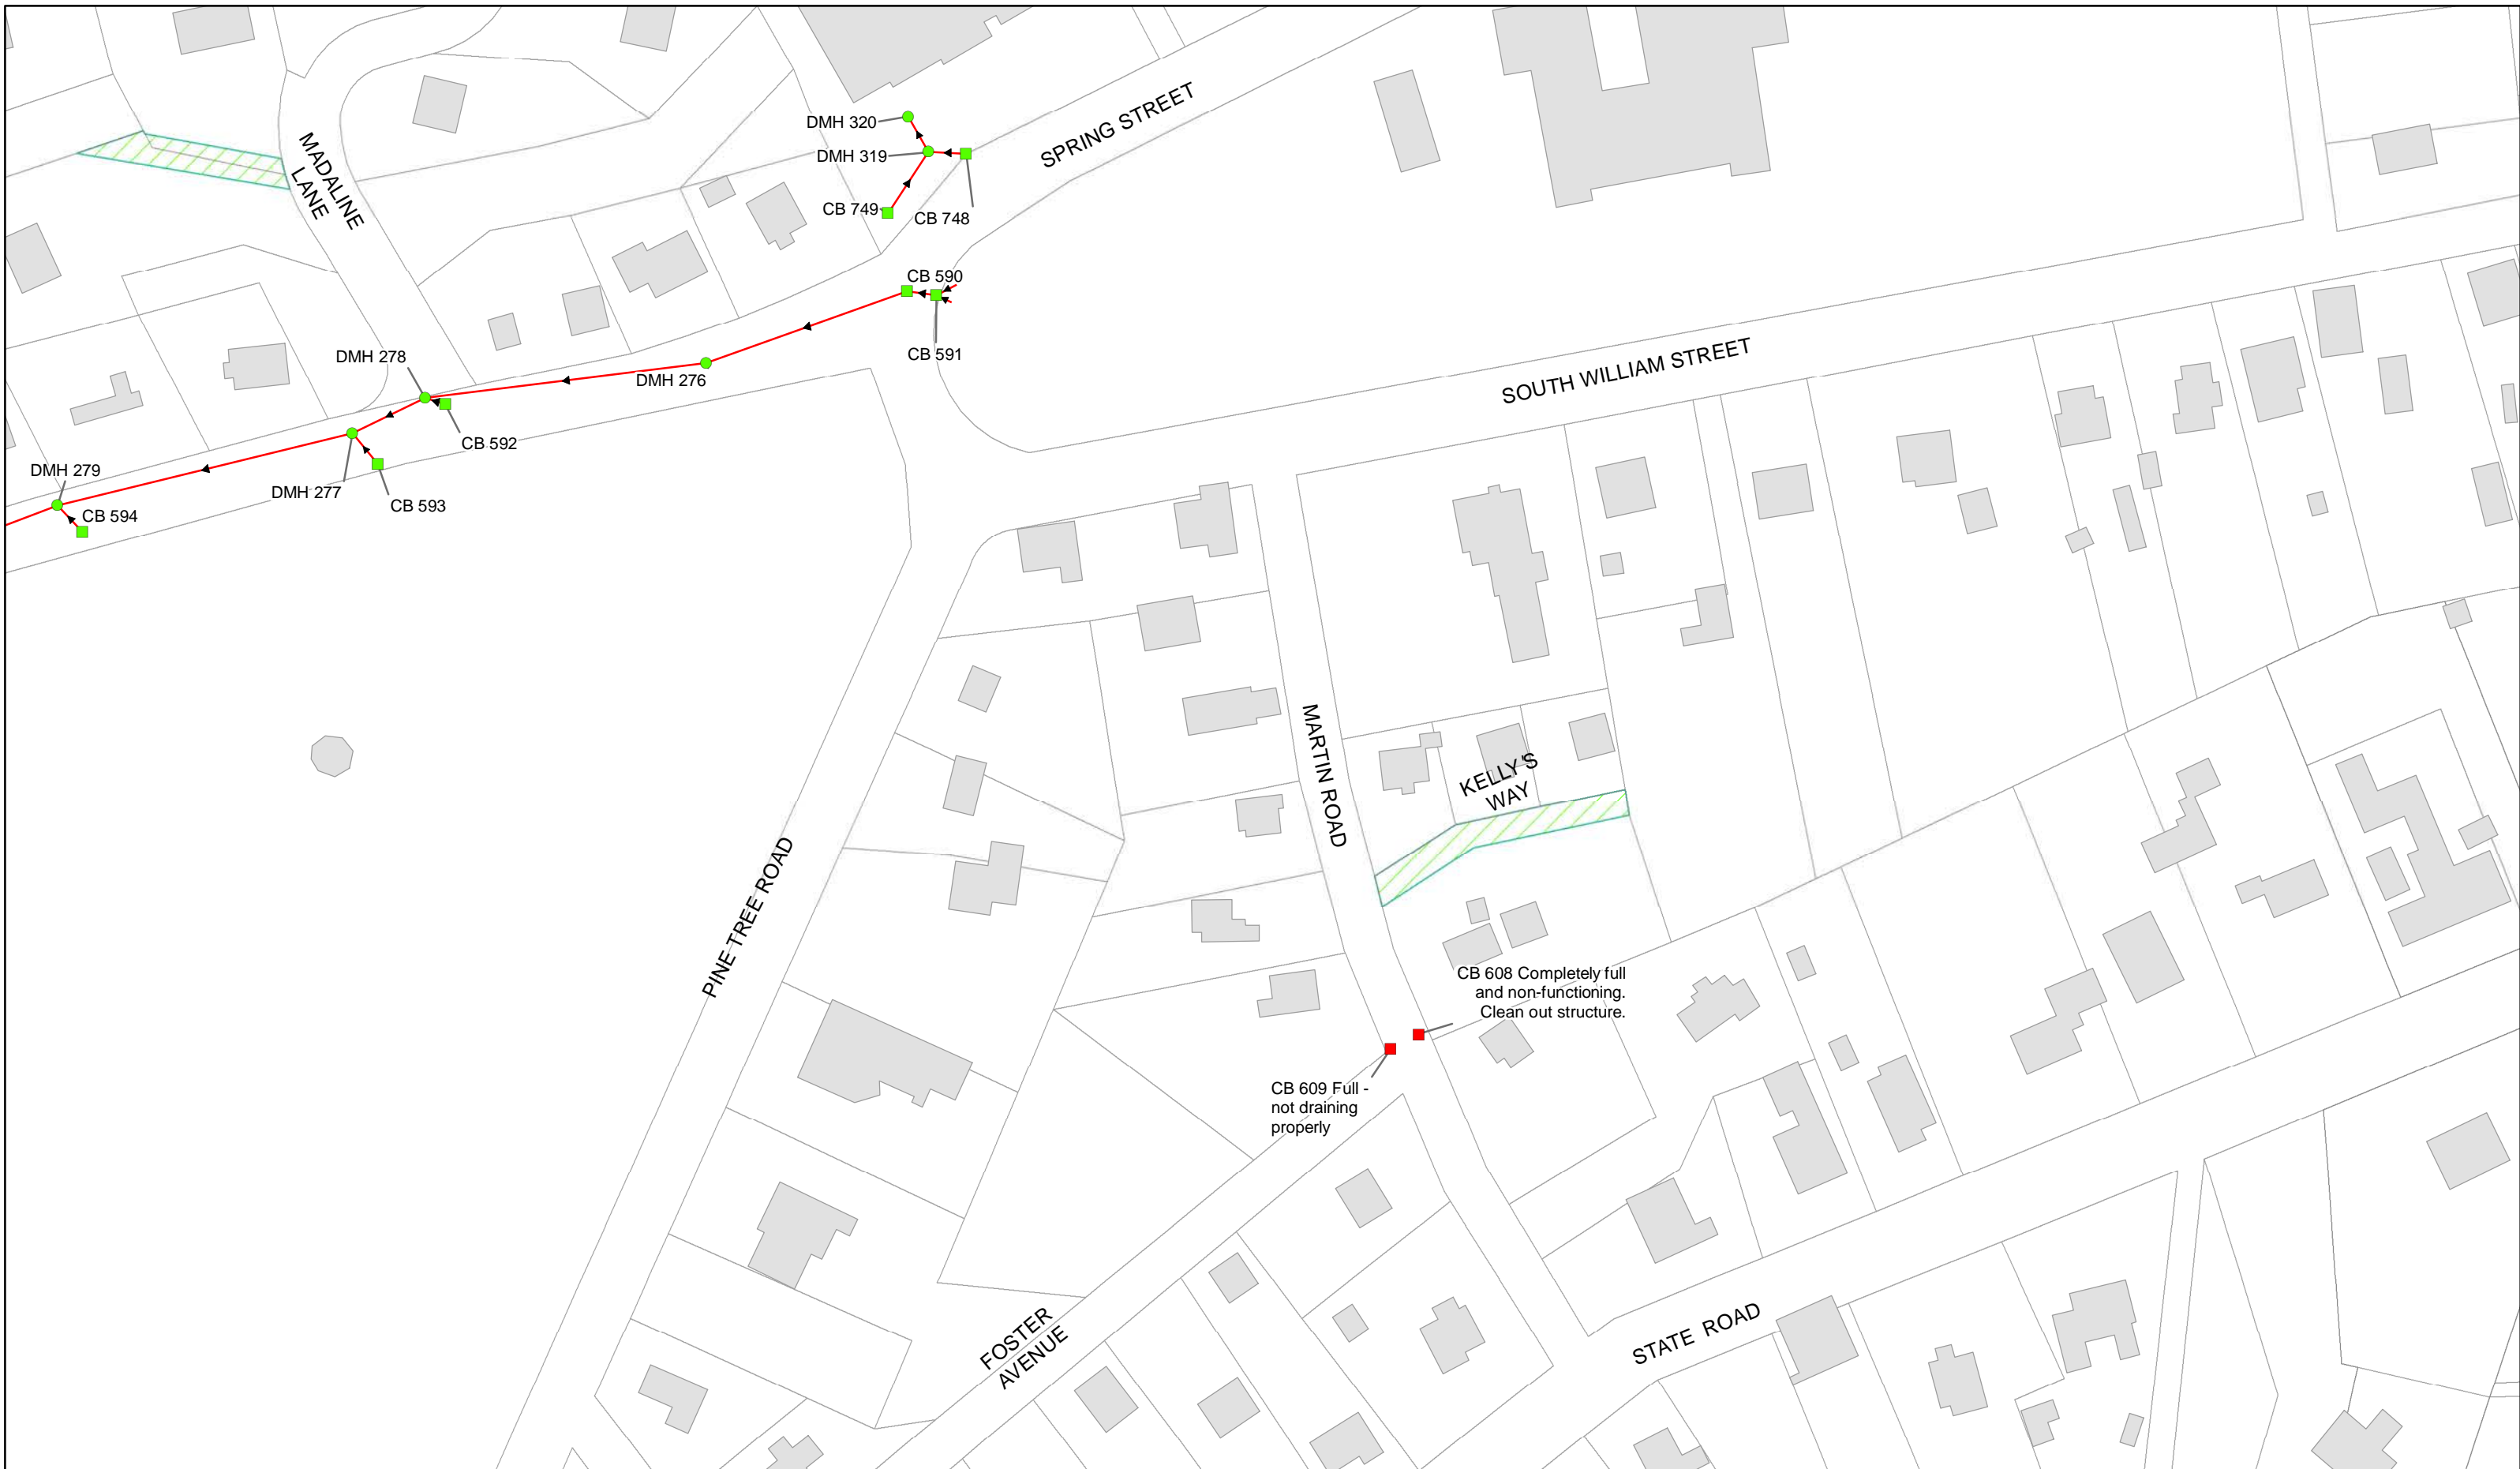 SPRING STREET
DMH 320
DMH 319
CB 749
CB 748
MADALINE
LANE
CB 590
CB 591
DMH 278
DMH 276
SOUTH WILLIAM STREET
CB 592
DMH 279
DMH 277
CB 593
CB 594
MARTIN ROAD
KELLY'S
WAY
PINE TREE ROAD
CB 608 Completely full
and non-functioning.
Clean out structure.
CB 609 Full -
not draining
properly
FOSTER
AVENUE
STATE ROAD